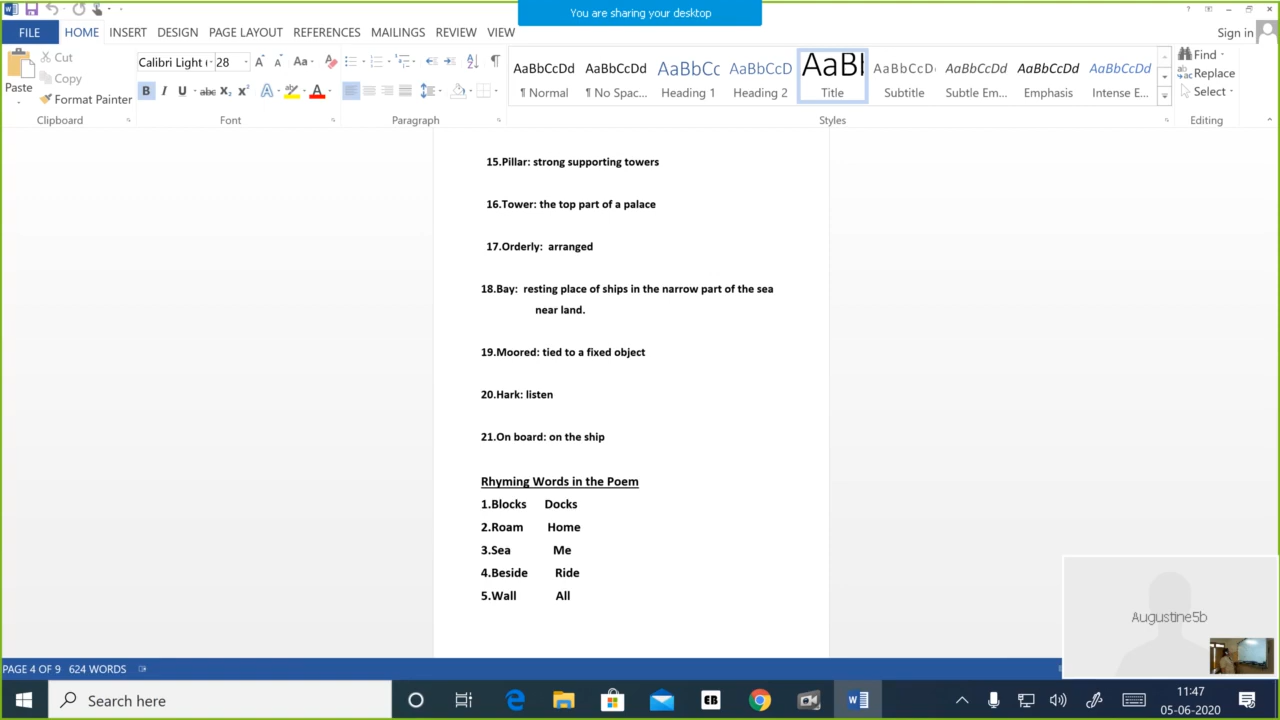 You are sharing your desktop
FILE HOME INSERT DESIGN PAGE LAYOUT REFERENCES MAILINGS REVIEW VIEW Sign in
Paste
Cut
Copy
Format Painter
Clipboard
Calibri Light ( 28
Font
Paragraph
AaBbCcDd AaBbCcDd AaBbCc AaBbCcD AaBl AaBbCcD AaBbCcDd AaBbCcDd AaBbCcDd
¶ Normal ¶ No Spac... Heading 1 Heading 2 Title Subtitle Subtle Em... Emphasis Intense E...
Styles
Find
Replace
Select
Editing
15.Pillar: strong supporting towers
16.Tower: the top part of a palace
17.Orderly: arranged
18.Bay: resting place of ships in the narrow part of the sea
near land.
19.Moored: tied to a fixed object
20.Hark: listen
21.On board: on the ship
Rhyming Words in the Poem
1.Blocks Docks
2.Roam Home
3.Sea Me
4.Beside Ride
5.Wall All
Augustine5b
PAGE 4 OF 9 624 WORDS
Search here
EB
11:47
05-06-2020